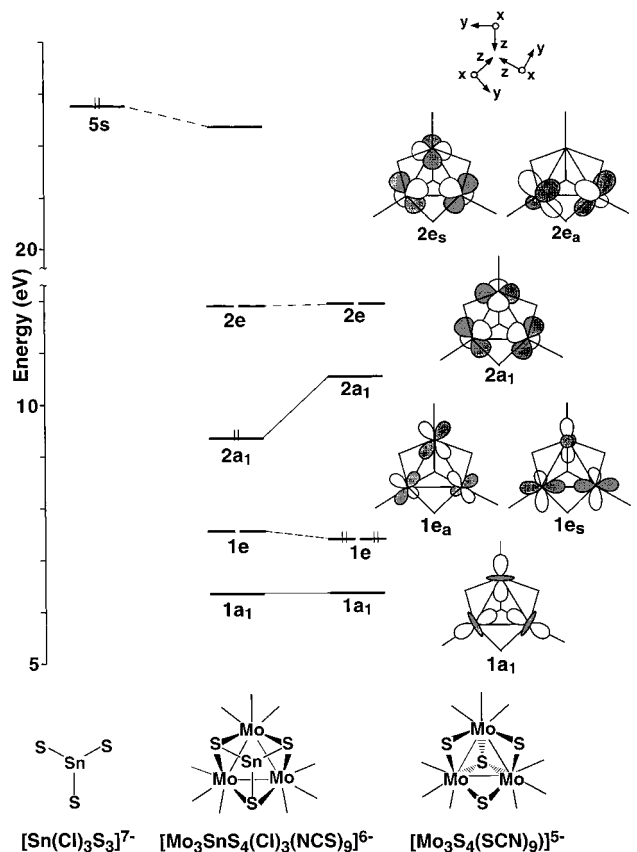 x
y
z
y
z
z
x
x
y
5s
20
2eₛ
2eₐ
Energy (eV)
2e
2e
2a₁
2a₁
10
2a₁
1eₐ
1eₛ
1e
1e
1a₁
1a₁
1a₁
5
S
S
Sn
S
Mo
S
S
Sn
Mo
Mo
S
Mo
S
S
S
Mo
Mo
S
[Sn(Cl)₃S₃]⁷⁻
[Mo₃SnS₄(Cl)₃(NCS)₉]⁶⁻
[Mo₃S₄(SCN)₉)]⁵⁻